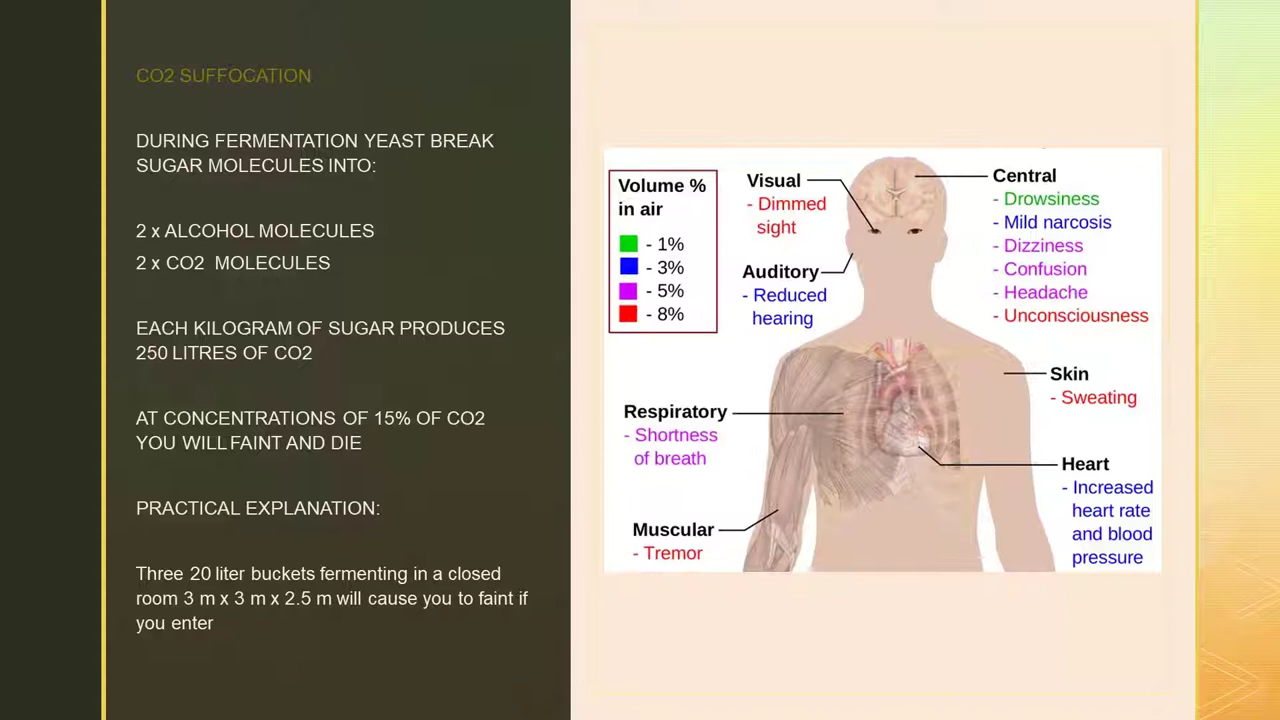 CO2 SUFFOCATION
DURING FERMENTATION YEAST BREAK
SUGAR MOLECULES INTO:
2 x ALCOHOL MOLECULES
2 x CO2 MOLECULES
EACH KILOGRAM OF SUGAR PRODUCES
250 LITRES OF CO2
AT CONCENTRATIONS OF 15% OF CO2
YOU WILL FAINT AND DIE
PRACTICAL EXPLANATION:
Three 20 liter buckets fermenting in a closed
room 3 m x 3 m x 2.5 m will cause you to faint if
you enter
Volume %
in air
- 1%
- 3%
- 5%
- 8%
Visual
- Dimmed
sight
Auditory
- Reduced
hearing
Respiratory
- Shortness
of breath
Muscular
- Tremor
Central
- Drowsiness
- Mild narcosis
- Dizziness
- Confusion
- Headache
- Unconsciousness
Skin
- Sweating
Heart
- Increased
heart rate
and blood
pressure